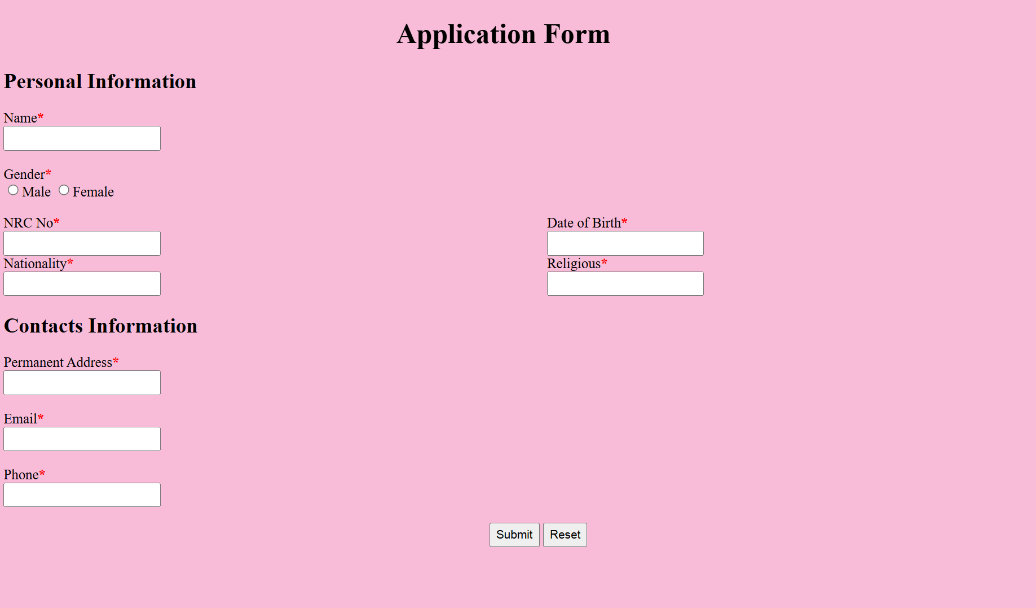 Application Form
Personal Information
Name*
Gender*
Male Female
NRC No* Date of Birth*
Nationality* Religious*
Contacts Information
Permanent Address*
Email*
Phone*
Submit Reset